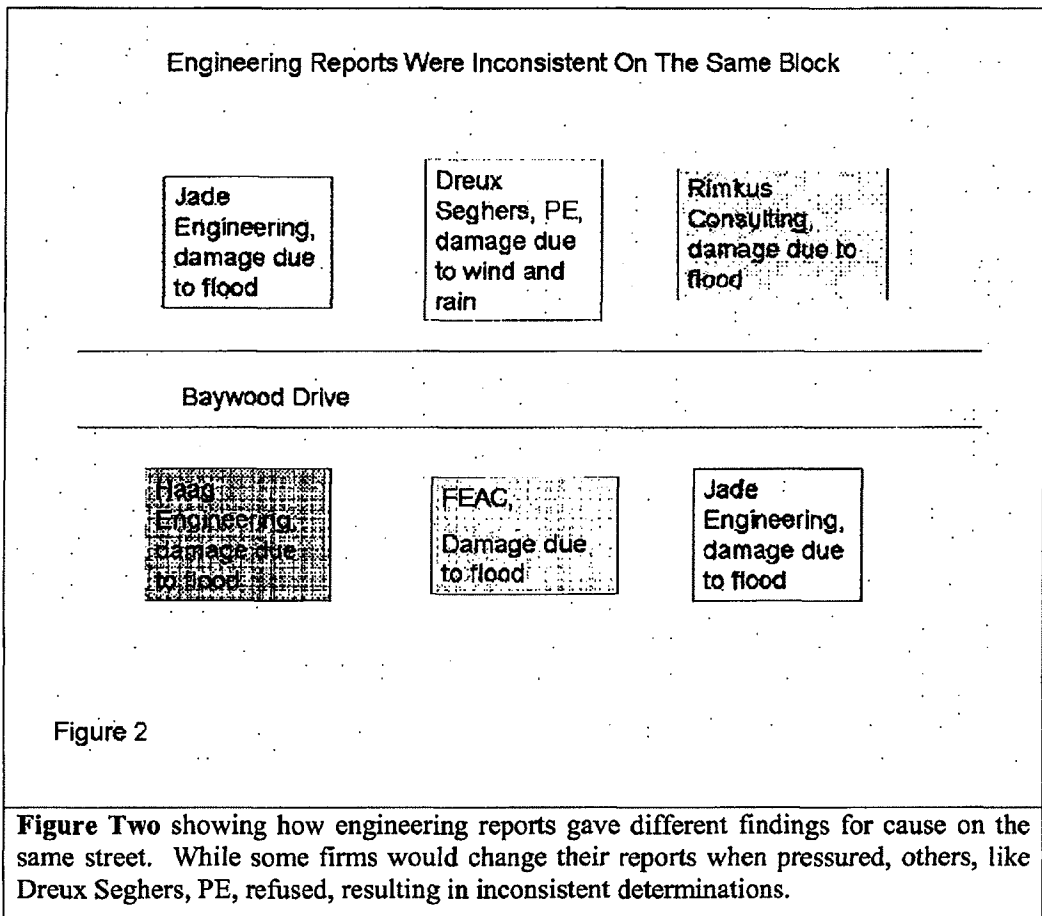 Engineering Reports Were Inconsistent On The Same Block
Jade
Engineering,
damage due
to flood
Dreux
Seghers, PE,
damage due
to wind and
rain
Rimkus
Consulting,
damage due to
flood
Baywood Drive
Haag
Engineering,
damage due
to flood
FEAC,
Damage due
to flood
Jade
Engineering,
damage due
to flood
Figure 2
Figure Two showing how engineering reports gave different findings for cause on the
same street. While some firms would change their reports when pressured, others, like
Dreux Seghers, PE, refused, resulting in inconsistent determinations.